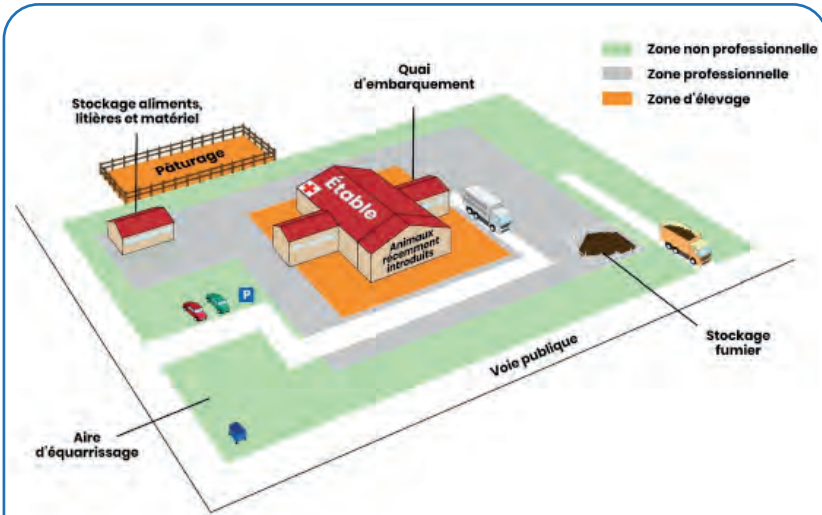 Zone non professionnelle
Zone professionnelle
Zone d'élevage
Quai
d'embarquement
Stockage aliments,
litières et matériel
Pâturage
Étable
Animaux
récemment
introduits
P
Stockage
fumier
Voie publique
Aire
d'équarrissage